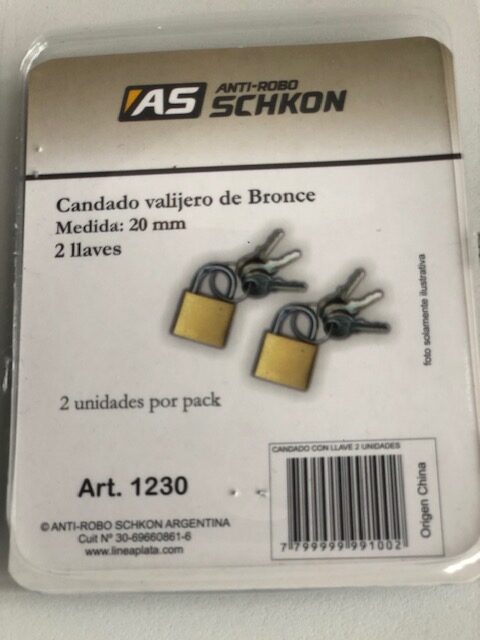 AS ANTI-ROBO
SCHKON
Candado valijero de Bronce
Medida: 20 mm
2 llaves
foto solamente ilustrativa
2 unidades por pack
CANDADO CON LLAVE 2 UNIDADES
Art. 1230
7 799999 991002
Origen China
© ANTI-ROBO SCHKON ARGENTINA
Cuit Nº 30-69660861-6
www.lineaplata.com